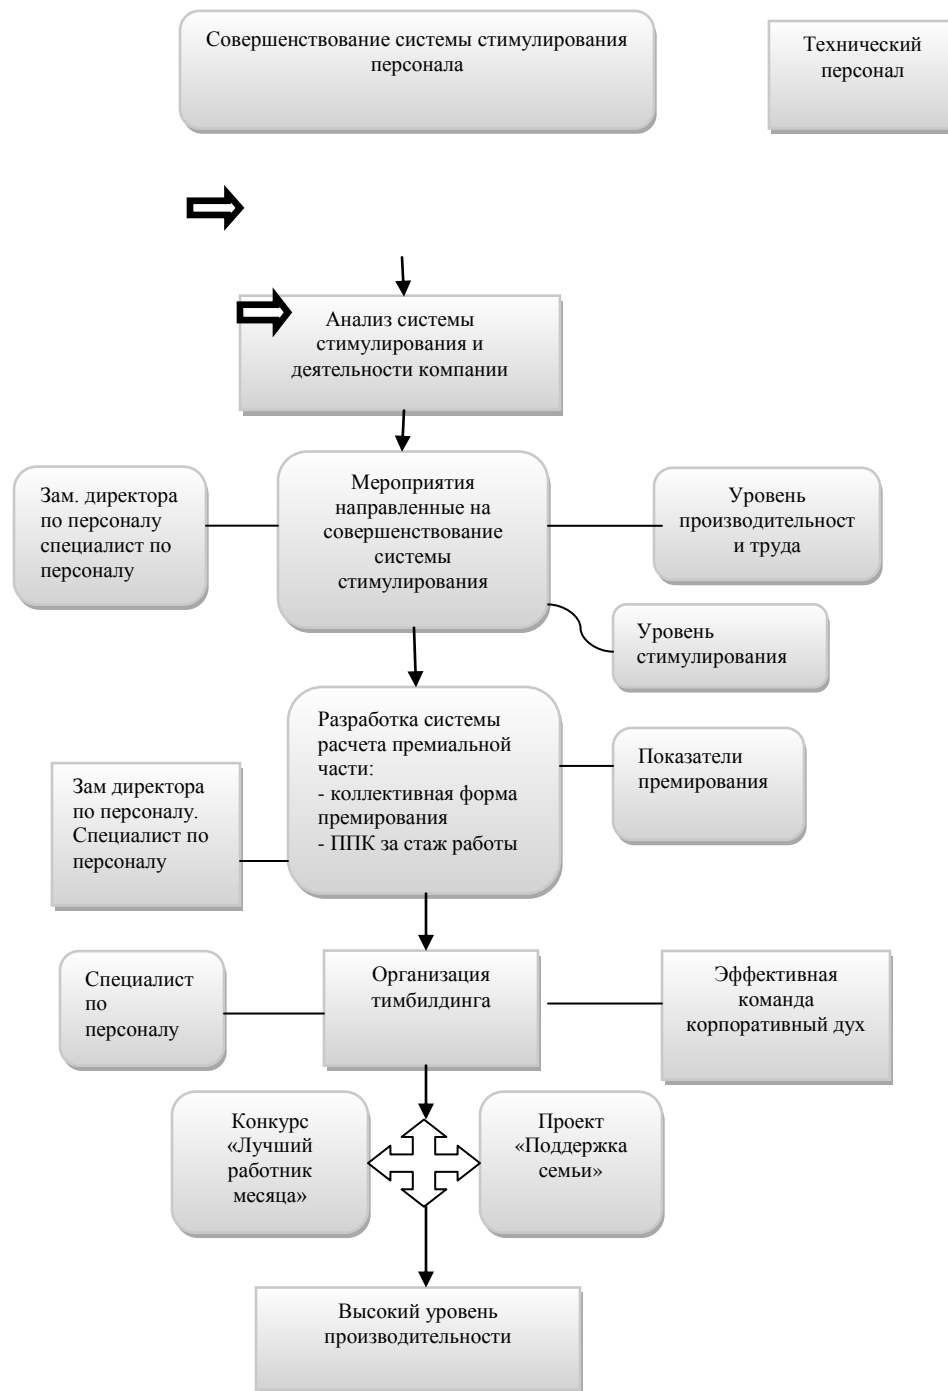 Совершенствование системы стимулирования
персонала
Технический
персонал
Анализ системы
стимулирования и
деятельности компании
Зам. директора
по персоналу
специалист по
персоналу
Мероприятия
направленные на
совершенствование
системы
стимулирования
Уровень
производительност
и труда
Уровень
стимулирования
Разработка системы
расчета премиальной
части:
- коллективная форма
премирования
- ППК за стаж работы
Показатели
премирования
Зам директора
по персоналу.
Специалист по
персоналу
Специалист
по
персоналу
Организация
тимбилдинга
Эффективная
команда
корпоративный дух
Конкурс
«Лучший
работник
месяца»
Проект
«Поддержка
семьи»
Высокий уровень
производительности